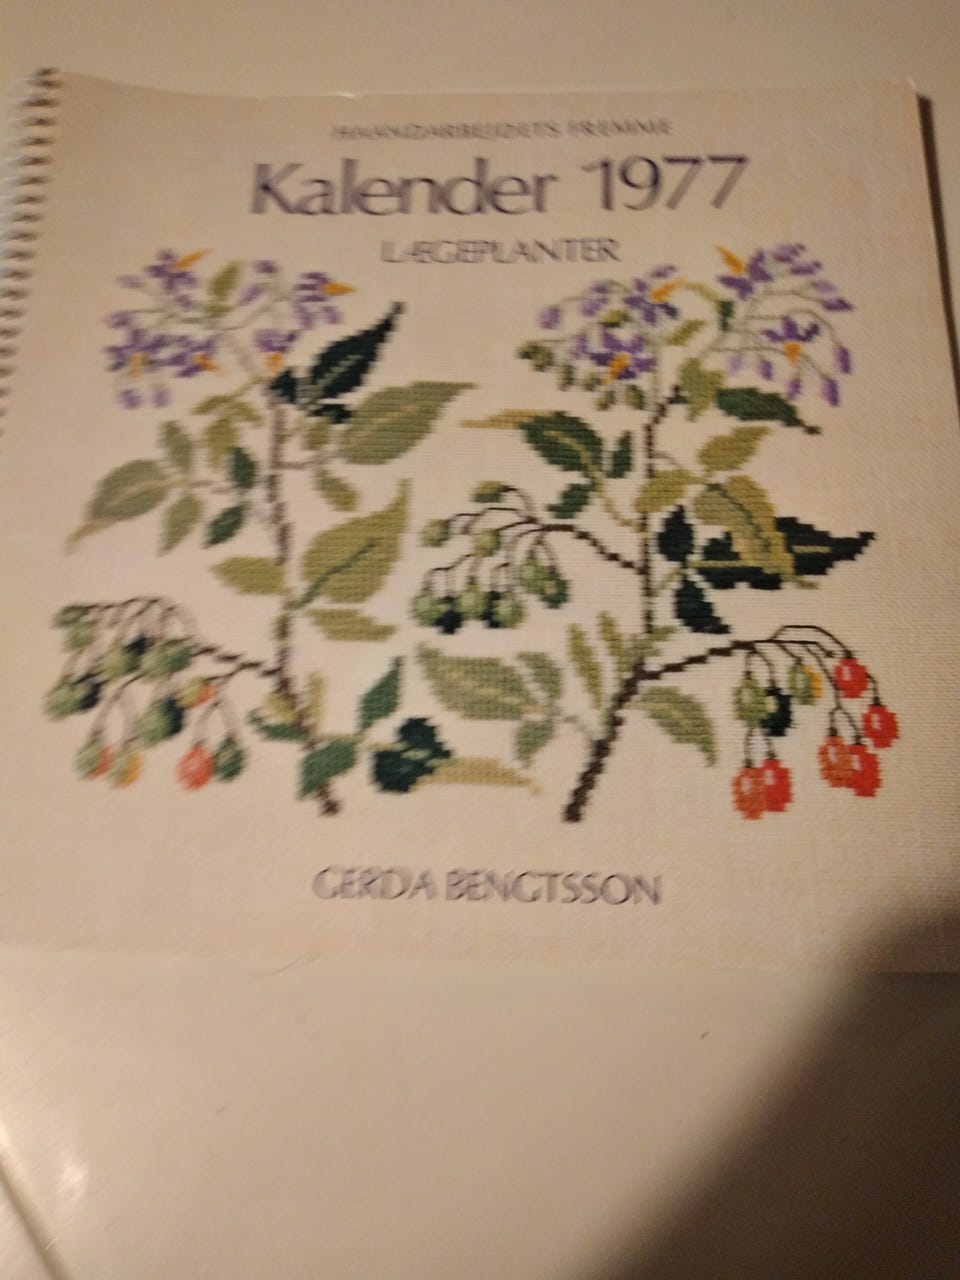 HAANDARBEJDETS FREMME
Kalender 1977
LÆGEPLANTER
GERDA BENGTSSON